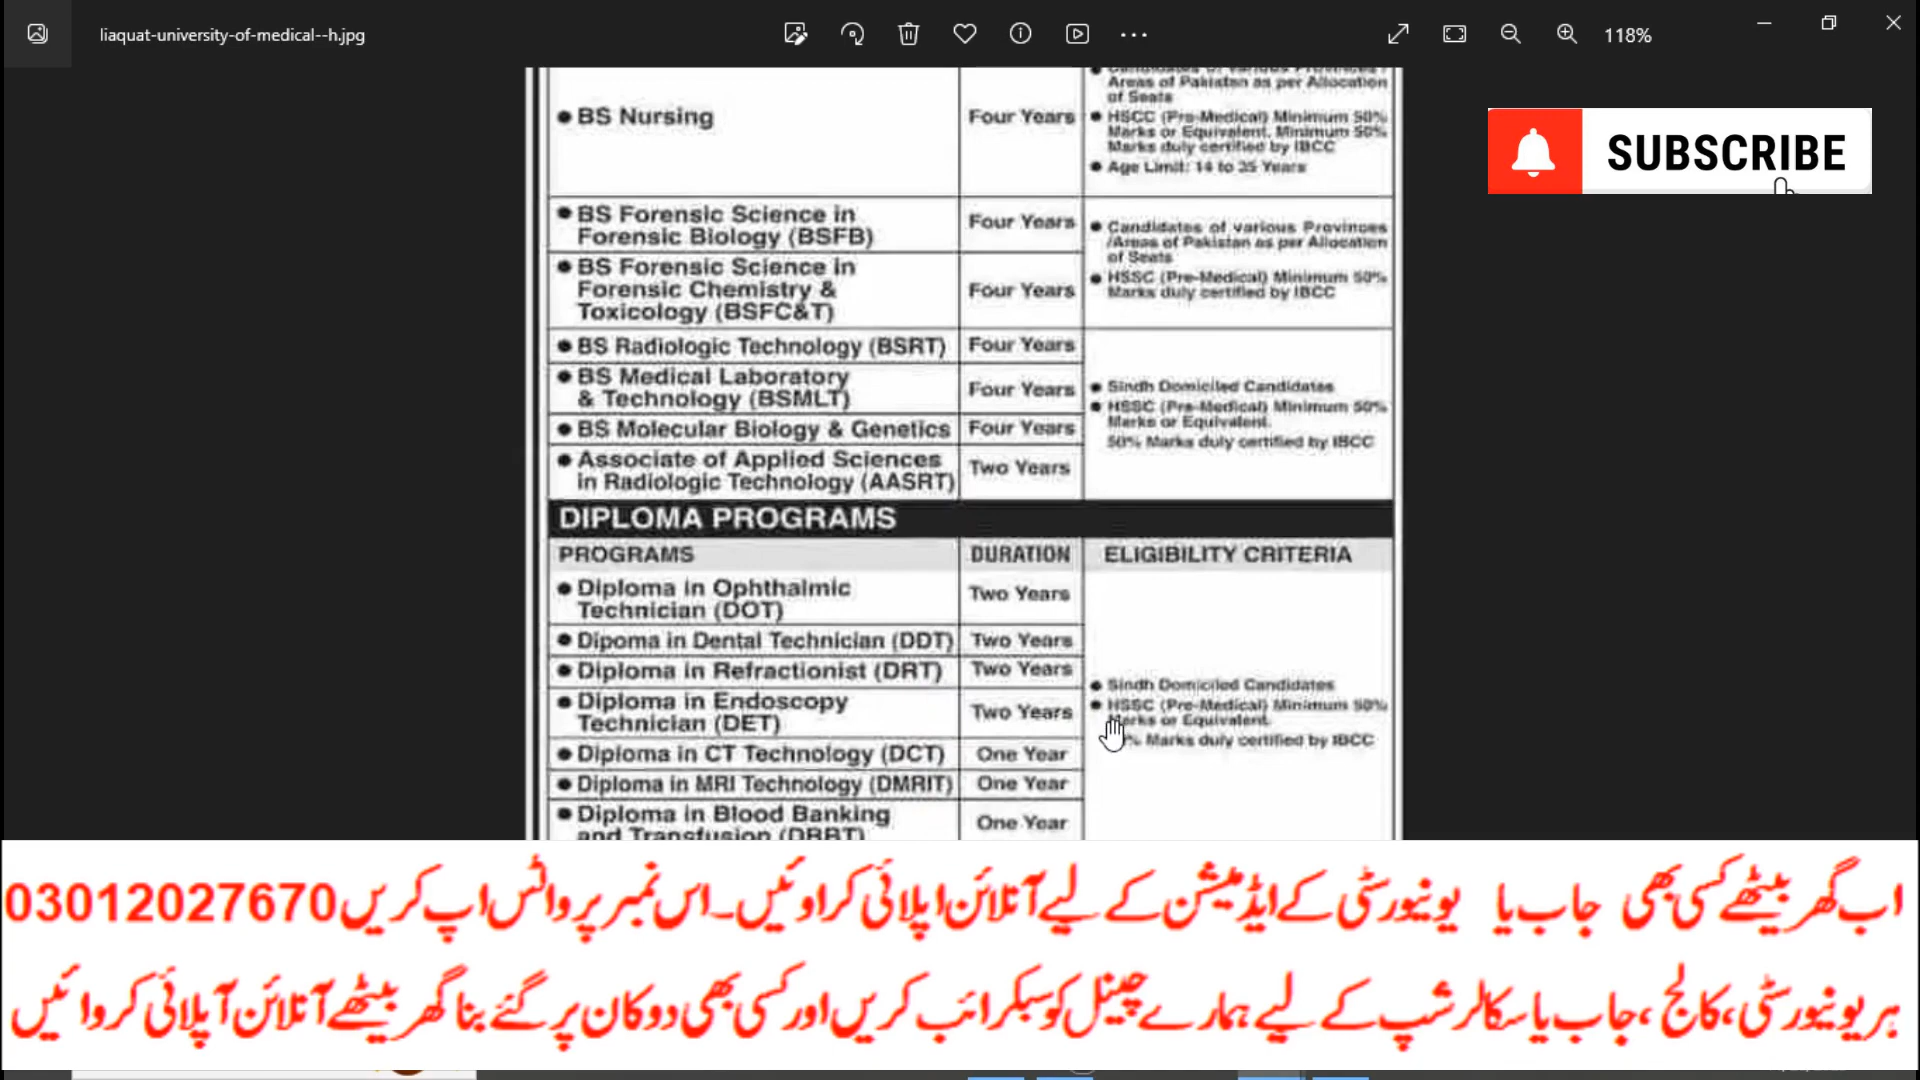 liaquat-university-of-medical--h.jpg
118%
SUBSCRIBE
Areas of Pakistan as per Allocation
of Seats
● BS Nursing
Four Years
● HSCC (Pre-Medical) Minimum 50%
Marks or Equivalent. Minimum 50%
Marks duly certified by IBCC
● Age Limit: 14 to 35 Years
● BS Forensic Science in
Forensic Biology (BSFB)
Four Years
● Candidates of various Provinces
/Areas of Pakistan as per Allocation
of Seats
● HSSC (Pre-Medical) Minimum 50%
Marks duly certified by IBCC
● BS Forensic Science in
Forensic Chemistry &
Toxicology (BSFC&T)
Four Years
● BS Radiologic Technology (BSRT)
Four Years
● BS Medical Laboratory
& Technology (BSMLT)
Four Years
● BS Molecular Biology & Genetics
Four Years
● Associate of Applied Sciences
in Radiologic Technology (AASRT)
Two Years
● Sindh Domiciled Candidates
● HSSC (Pre-Medical) Minimum 50%
Marks or Equivalent.
50% Marks duly certified by IBCC
DIPLOMA PROGRAMS
PROGRAMS DURATION ELIGIBILITY CRITERIA
● Diploma in Ophthalmic
Technician (DOT)
Two Years
● Dipoma in Dental Technician (DDT)
Two Years
● Diploma in Refractionist (DRT)
Two Years
● Diploma in Endoscopy
Technician (DET)
Two Years
● Diploma in CT Technology (DCT)
One Year
● Diploma in MRI Technology (DMRIT)
One Year
● Diploma in Blood Banking
and Transfusion (DBBT)
One Year
● Sindh Domiciled Candidates
● HSSC (Pre-Medical) Minimum 50%
Marks or Equivalent.
% Marks duly certified by IBCC
اب گھر بیٹھے کسی بھی جاب یا یونیورسٹی کے ایڈمیشن کے لیے آنلائن اپلائی کراوئیں۔ اس نمبر پر واٹس اپ کریں 03012027670
ہر یونیورسٹی، کالج ، جاب یا سکالر شپ کے لیے ہمارے چینل کو سبکرائب کریں اور کسی بھی دوکان پر گئے بنا گھر بیٹھے آنلائن آپلائی کروائیں